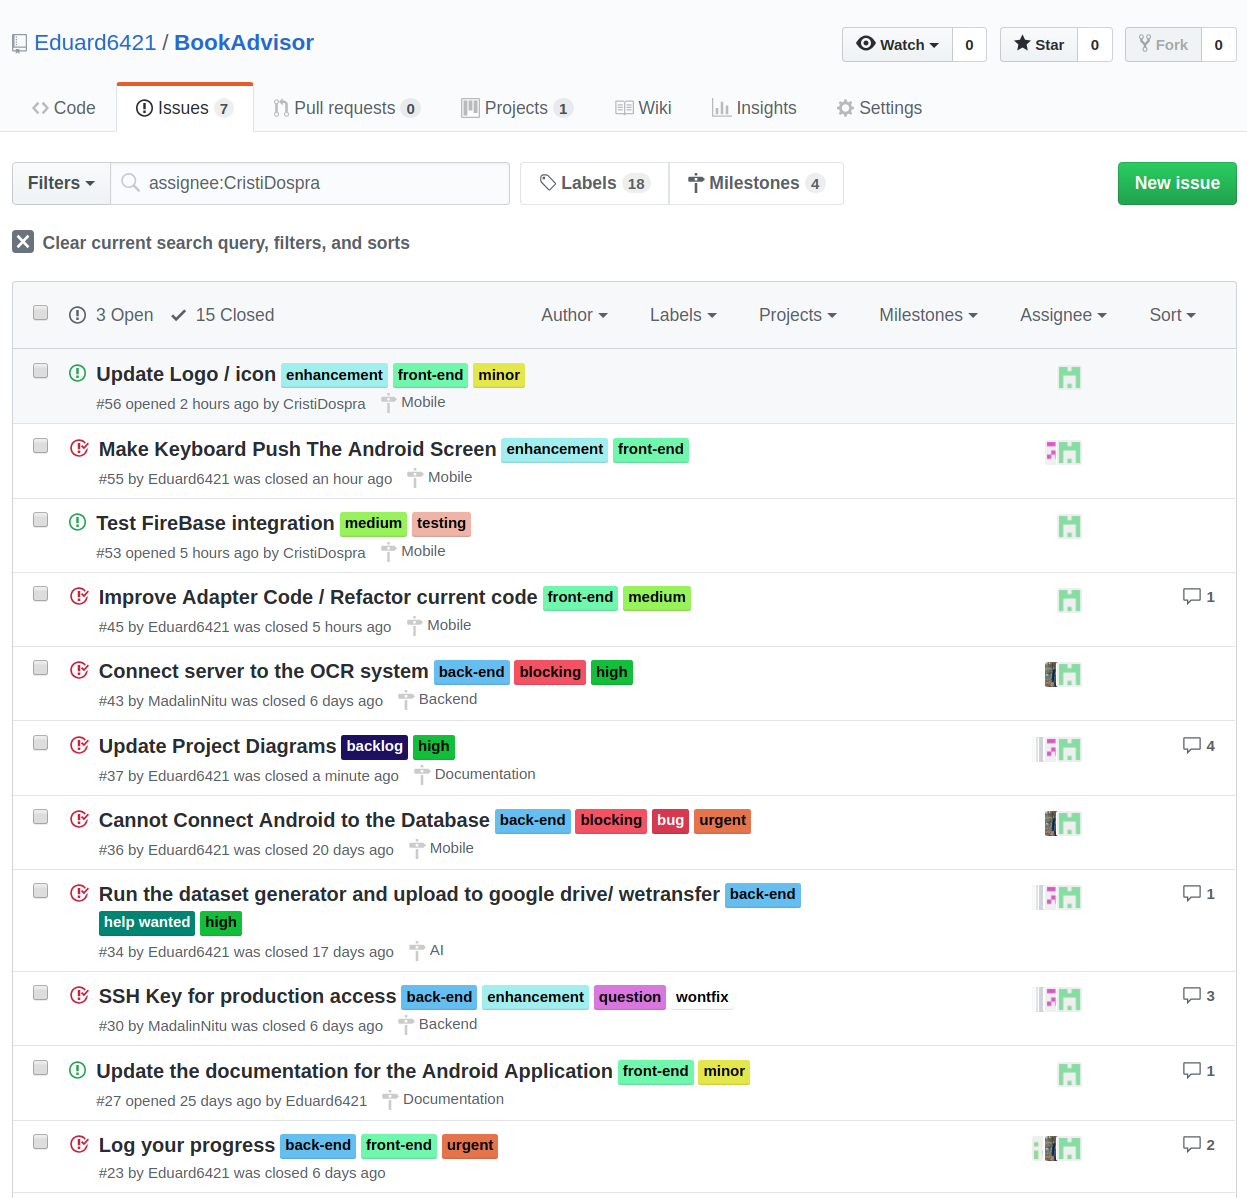 Eduard6421 / BookAdvisor
Watch 0 Star 0 Fork 0
Code Issues 7 Pull requests 0 Projects 1 Wiki Insights Settings
Filters assignee:CristiDospra Labels 18 Milestones 4 New issue
Clear current search query, filters, and sorts
3 Open 15 Closed Author Labels Projects Milestones Assignee Sort
Update Logo / icon enhancement front-end minor
#56 opened 2 hours ago by CristiDospra Mobile
Make Keyboard Push The Android Screen enhancement front-end
#55 by Eduard6421 was closed an hour ago Mobile
Test FireBase integration medium testing
#53 opened 5 hours ago by CristiDospra Mobile
Improve Adapter Code / Refactor current code front-end medium 1
#45 by Eduard6421 was closed 5 hours ago Mobile
Connect server to the OCR system back-end blocking high
#43 by MadalinNitu was closed 6 days ago Backend
Update Project Diagrams backlog high 4
#37 by Eduard6421 was closed a minute ago Documentation
Cannot Connect Android to the Database back-end blocking bug urgent
#36 by Eduard6421 was closed 20 days ago Mobile
Run the dataset generator and upload to google drive/ wetransfer back-end 1
help wanted high
#34 by Eduard6421 was closed 17 days ago AI
SSH Key for production access back-end enhancement question wontfix 3
#30 by MadalinNitu was closed 6 days ago Backend
Update the documentation for the Android Application front-end minor 1
#27 opened 25 days ago by Eduard6421 Documentation
Log your progress back-end front-end urgent 2
#23 by Eduard6421 was closed 6 days ago